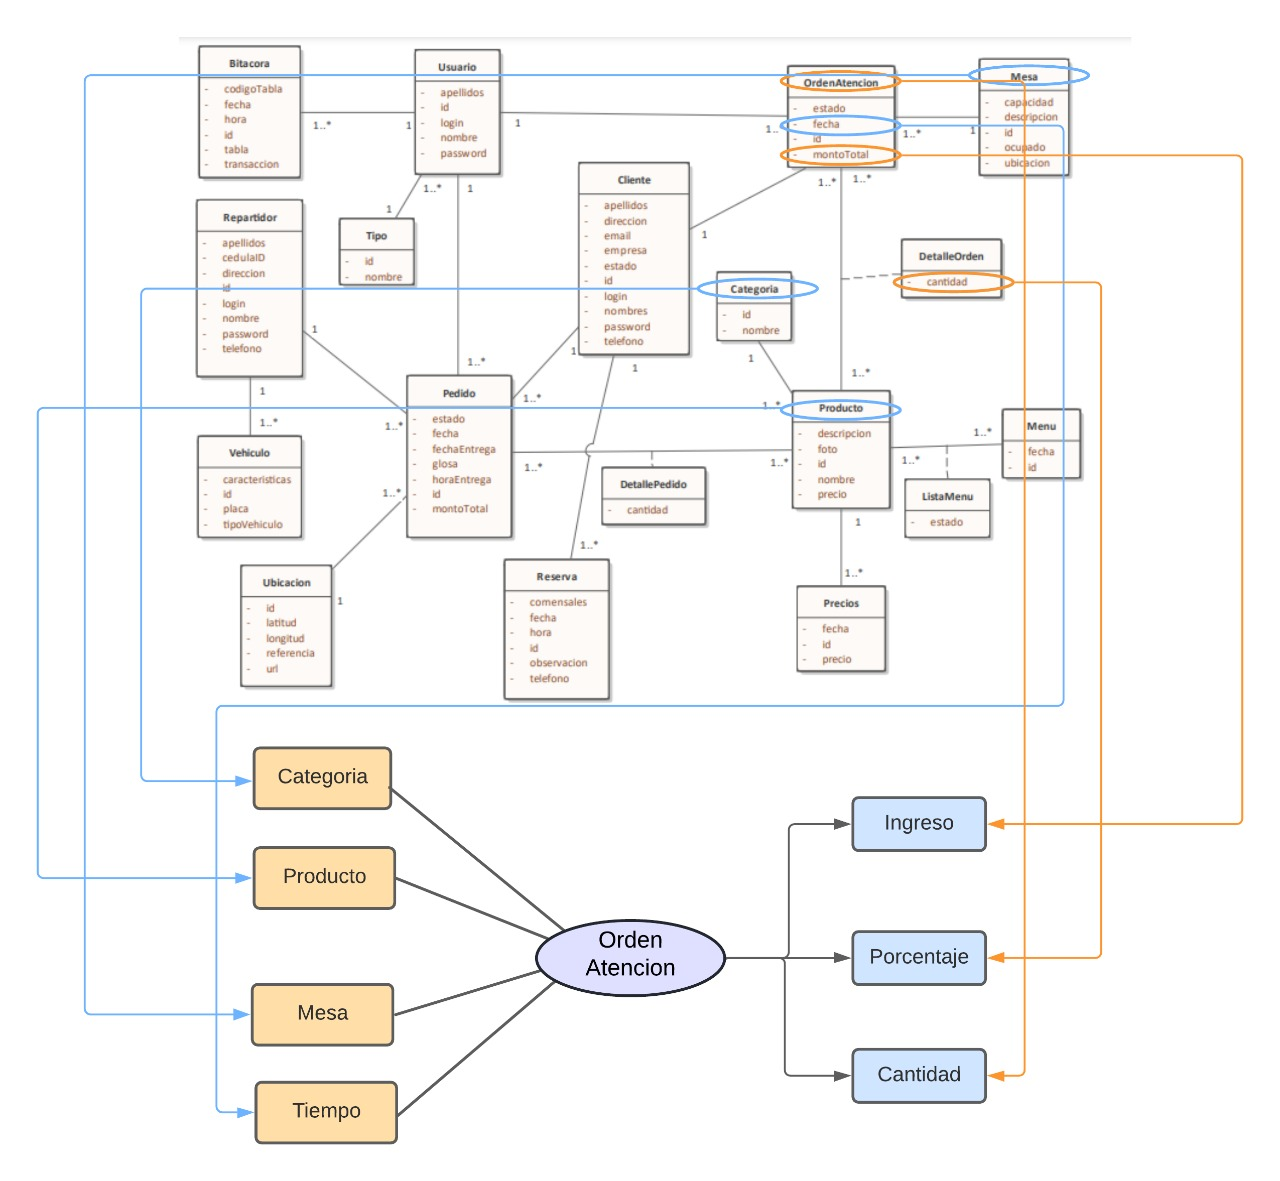 Bitacora
- codigoTabla
- fecha
- hora
- id
- tabla
- transaccion
1..*
1
Usuario
- apellidos
- id
- login
- nombre
- password
1
1..
1..*
1
1
OrdenAtencion
- estado
- fecha
- id
- montoTotal
1..*
1
1..*
1..*
Mesa
- capacidad
- descripcion
- id
- ocupado
- ubicacion
Repartidor
- apellidos
- cedulaID
- direccion
- id
- login
- nombre
- password
- telefono
1
1
1..*
1..*
Tipo
- id
- nombre
Cliente
- apellidos
- direccion
- email
- empresa
- estado
- id
- login
- nombres
- password
- telefono
1
1
1
1..*
1..*
Categoria
- id
- nombre
1
1..*
1..*
DetalleOrden
- cantidad
Pedido
- estado
- fecha
- fechaEntrega
- glosa
- horaEntrega
- id
- montoTotal
1..*
1..*
1..*
Producto
- descripcion
- foto
- id
- nombre
- precio
1..*
1..*
1
1..*
Menu
- fecha
- id
Vehiculo
- caracteristicas
- id
- placa
- tipoVehiculo
DetallePedido
- cantidad
ListaMenu
- estado
Ubicacion
- id
- latitud
- longitud
- referencia
- url
1
1..*
Reserva
- comensales
- fecha
- hora
- id
- observacion
- telefono
Precios
- fecha
- id
- precio
Categoria
Producto
Mesa
Tiempo
Orden
Atencion
Ingreso
Porcentaje
Cantidad